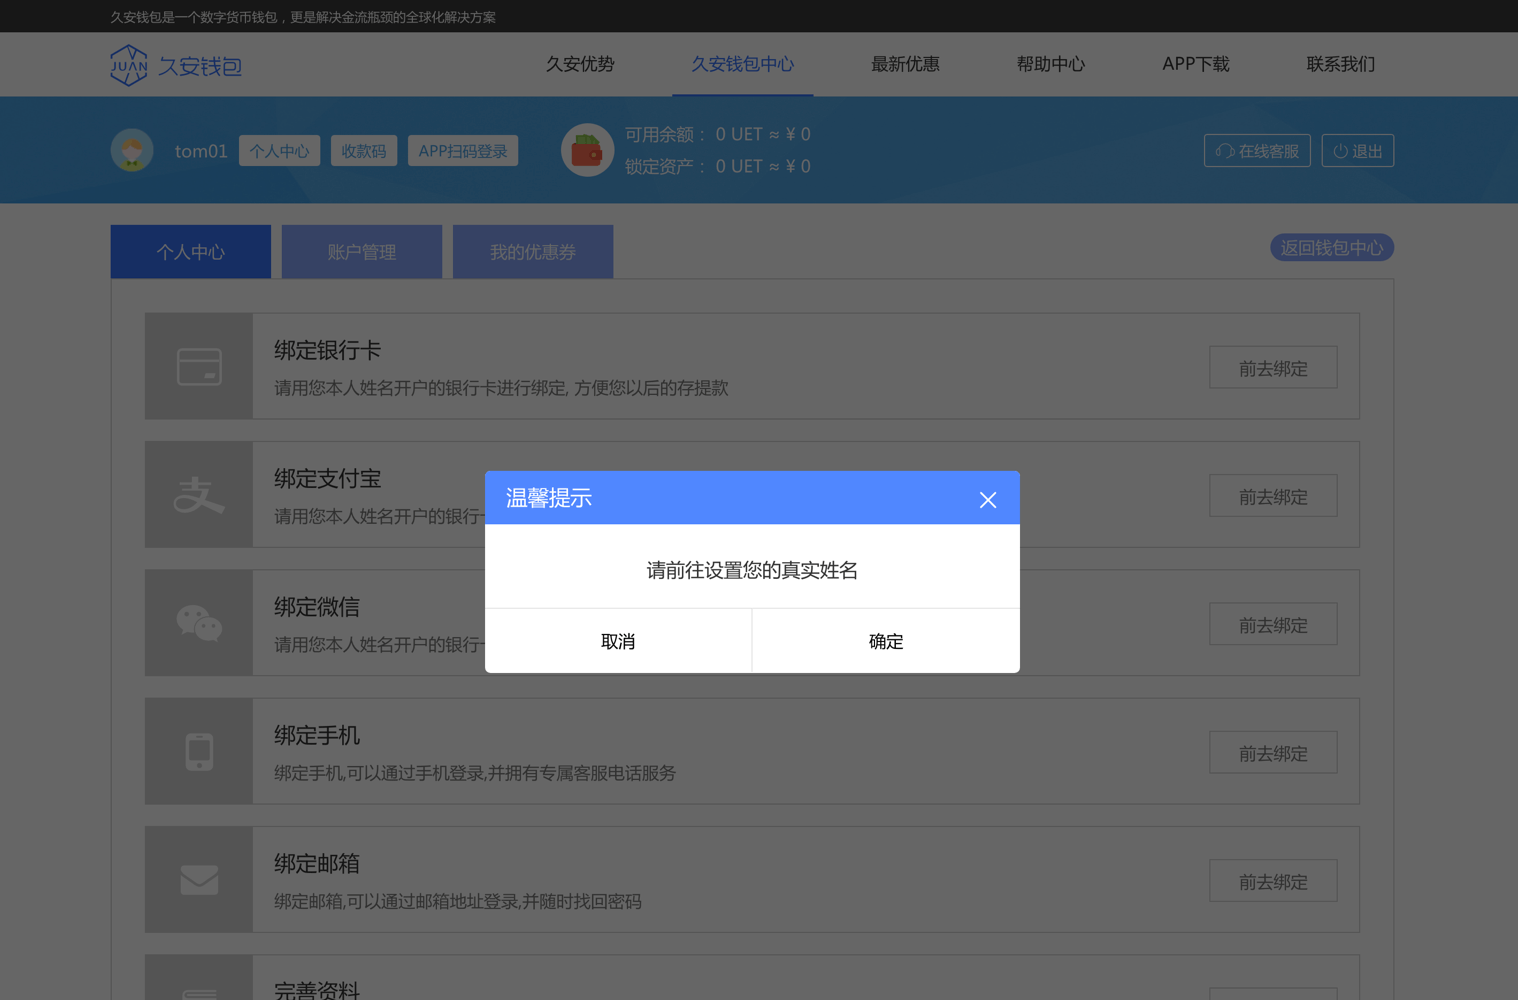 久安钱包是一个数字货币钱包，更是解决金流瓶颈的全球化解决方案
JUAN 久安钱包
久安优势 久安钱包中心 最新优惠 帮助中心 APP下载 联系我们
tom01 个人中心 收款码 APP扫码登录
可用余额： 0 UET ≈ ¥ 0
锁定资产： 0 UET ≈ ¥ 0
在线客服 退出
个人中心 账户管理 我的优惠券 返回钱包中心
绑定银行卡
请用您本人姓名开户的银行卡进行绑定, 方便您以后的存提款
前去绑定
绑定支付宝
请用您本人姓名开户的银行
前去绑定
温馨提示
请前往设置您的真实姓名
取消 确定
绑定微信
请用您本人姓名开户的银行
前去绑定
绑定手机
绑定手机,可以通过手机登录,并拥有专属客服电话服务
前去绑定
绑定邮箱
绑定邮箱,可以通过邮箱地址登录,并随时找回密码
前去绑定
完善资料